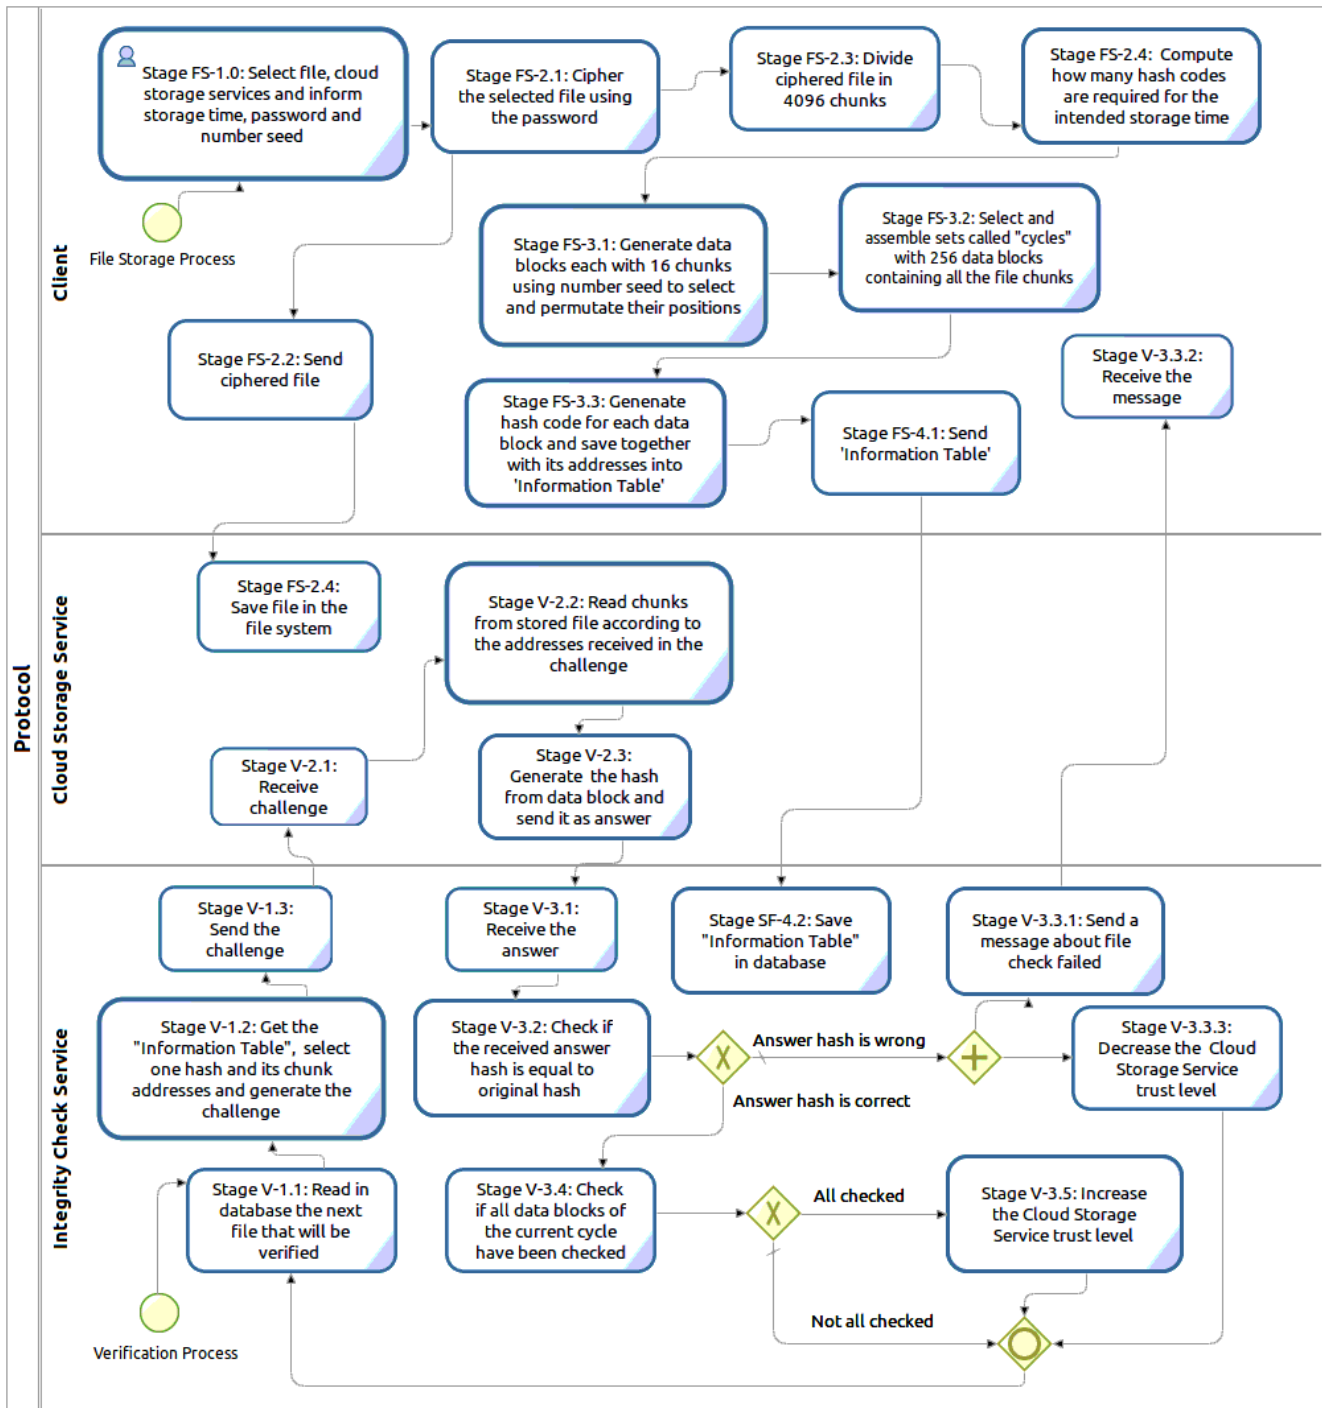 Protocol
Client
Stage FS-1.0: Select file, cloud
storage services and inform
storage time, password and
number seed
Stage FS-2.1: Cipher
the selected file using
the password
Stage FS-2.3: Divide
ciphered file in
4096 chunks
Stage FS-2.4: Compute
how many hash codes
are required for the
intended storage time
File Storage Process
Stage FS-3.1: Generate data
blocks each with 16 chunks
using number seed to select
and permutate their positions
Stage FS-3.2: Select and
assemble sets called "cycles"
with 256 data blocks
containing all the file chunks
Stage FS-2.2: Send
ciphered file
Stage V-3.3.2:
Receive the
message
Stage FS-3.3: Genenate
hash code for each data
block and save together
with its addresses into
'Information Table'
Stage FS-4.1: Send
'Information Table'
Cloud Storage Service
Stage FS-2.4:
Save file in the
file system
Stage V-2.2: Read chunks
from stored file according to
the addresses received in the
challenge
Stage V-2.1:
Receive
challenge
Stage V-2.3:
Generate the hash
from data block and
send it as answer
Integrity Check Service
Stage V-1.3:
Send the
challenge
Stage V-3.1:
Receive the
answer
Stage SF-4.2: Save
"Information Table"
in database
Stage V-3.3.1: Send a
message about file
check failed
Stage V-1.2: Get the
"Information Table", select
one hash and its chunk
addresses and generate the
challenge
Stage V-3.2: Check if
the received answer
hash is equal to
original hash
Answer hash is wrong
Answer hash is correct
Stage V-3.3.3:
Decrease the Cloud
Storage Service
trust level
Stage V-1.1: Read in
database the next
file that will be
verified
Stage V-3.4: Check
if all data blocks of
the current cycle
have been checked
All checked
Not all checked
Stage V-3.5: Increase
the Cloud Storage
Service trust level
Verification Process